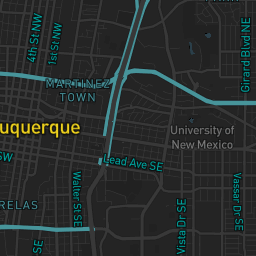 4th St NW
1st St NW
Girard Blvd NE
MARTINEZ
TOWN
uquerque
University of
New Mexico
SW
Lead Ave SE
Walter St SE
Vassar Dr SE
RELAS
Vista Dr SE
SE